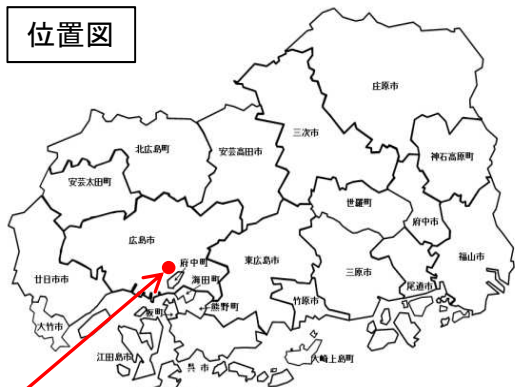 位置図
庄原市
三次市
北広島町
安芸高田市
神石高原町
安芸太田町
世羅町
府中市
広島市
府中町
東広島市
三原市
福山市
廿日市市
海田町
尾道市
竹原市
熊野町
坂町
大竹市
江田島市
呉市
大崎上島町